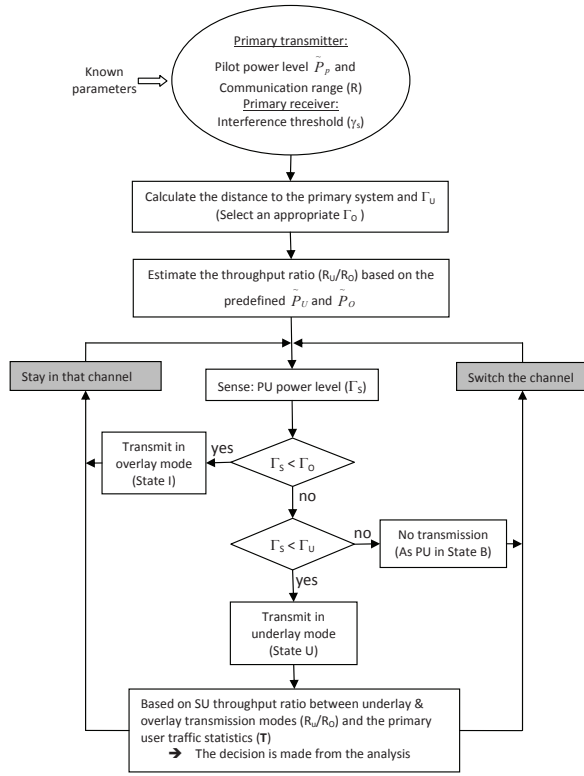 Primary transmitter:
Pilot power level P̃p and
Communication range (R)
Primary receiver:
Interference threshold (γs)
Known
parameters
Calculate the distance to the primary system and ΓU
(Select an appropriate ΓO )
Estimate the throughput ratio (RU/RO) based on the
predefined P̃U and P̃O
Stay in that channel
Switch the channel
Sense: PU power level (ΓS)
Transmit in
overlay mode
(State I)
yes
ΓS < ΓO
no
ΓS < ΓU
no
No transmission
(As PU in State B)
yes
Transmit in
underlay mode
(State U)
Based on SU throughput ratio between underlay &
overlay transmission modes (Ru/RO) and the primary
user traffic statistics (T)
➔ The decision is made from the analysis